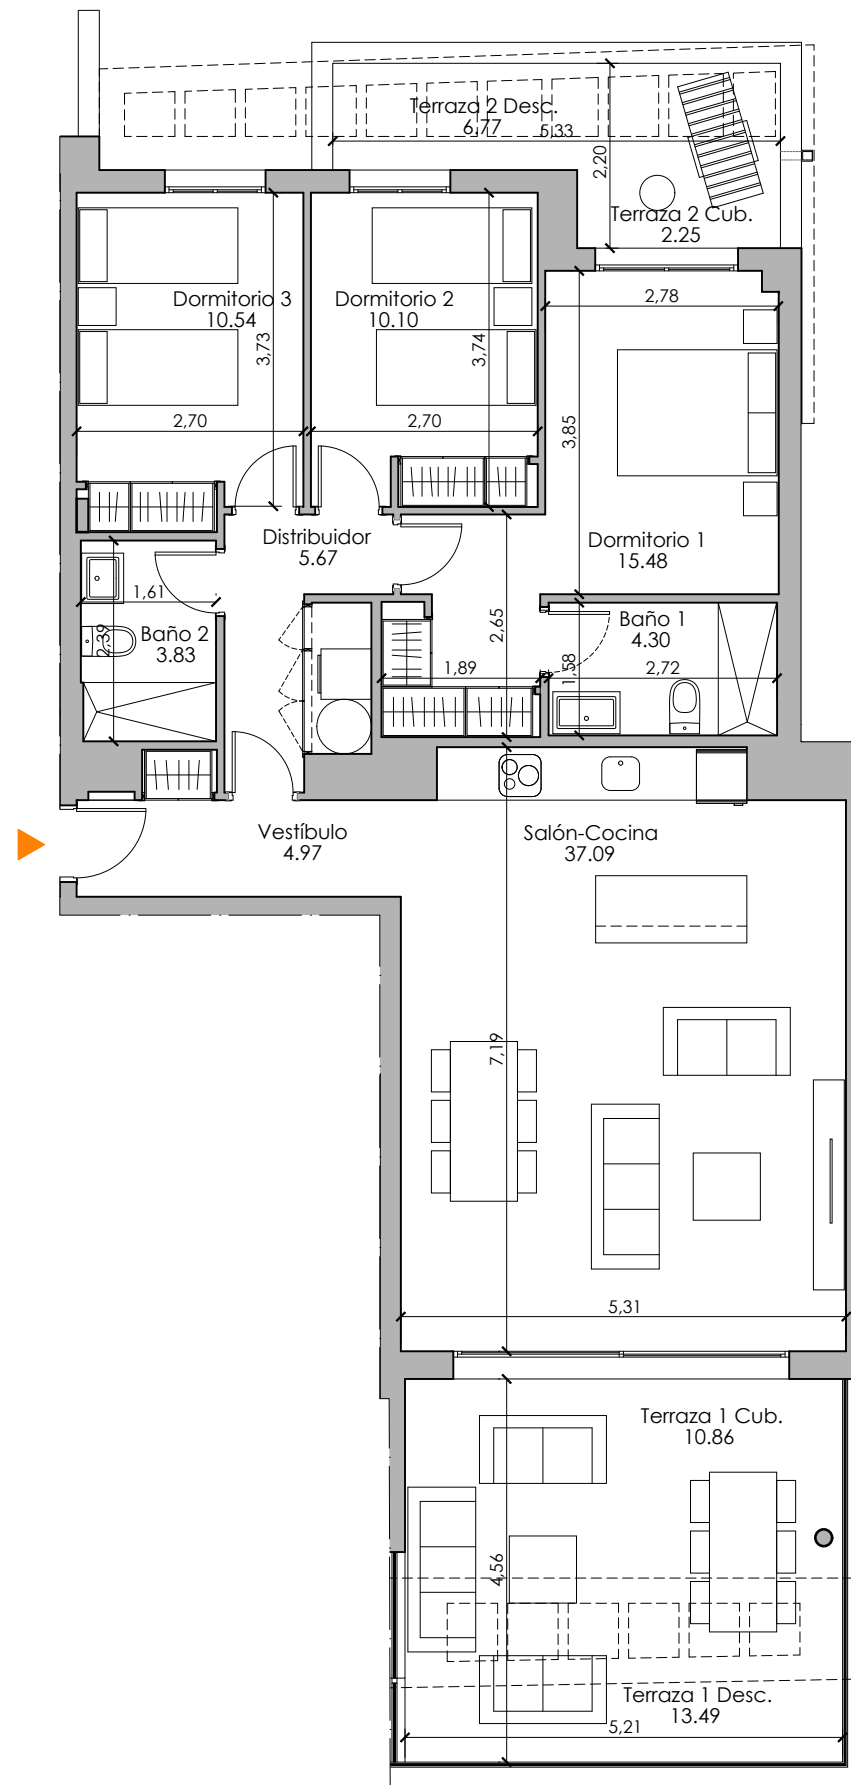 Terraza 2 Desc.
6.77
5,33
2,20
Terraza 2 Cub.
2.25
Dormitorio 3
10.54
3,73
2,70
Dormitorio 2
10.10
3,74
2,70
2,78
3,85
Dormitorio 1
15.48
Distribuidor
5.67
1,61
2,39
Baño 2
3.83
2,65
1,89
Baño 1
4.30
1,58
2,72
Vestíbulo
4.97
Salón-Cocina
37.09
7,19
5,31
Terraza 1 Cub.
10.86
4,56
Terraza 1 Desc.
13.49
5,21